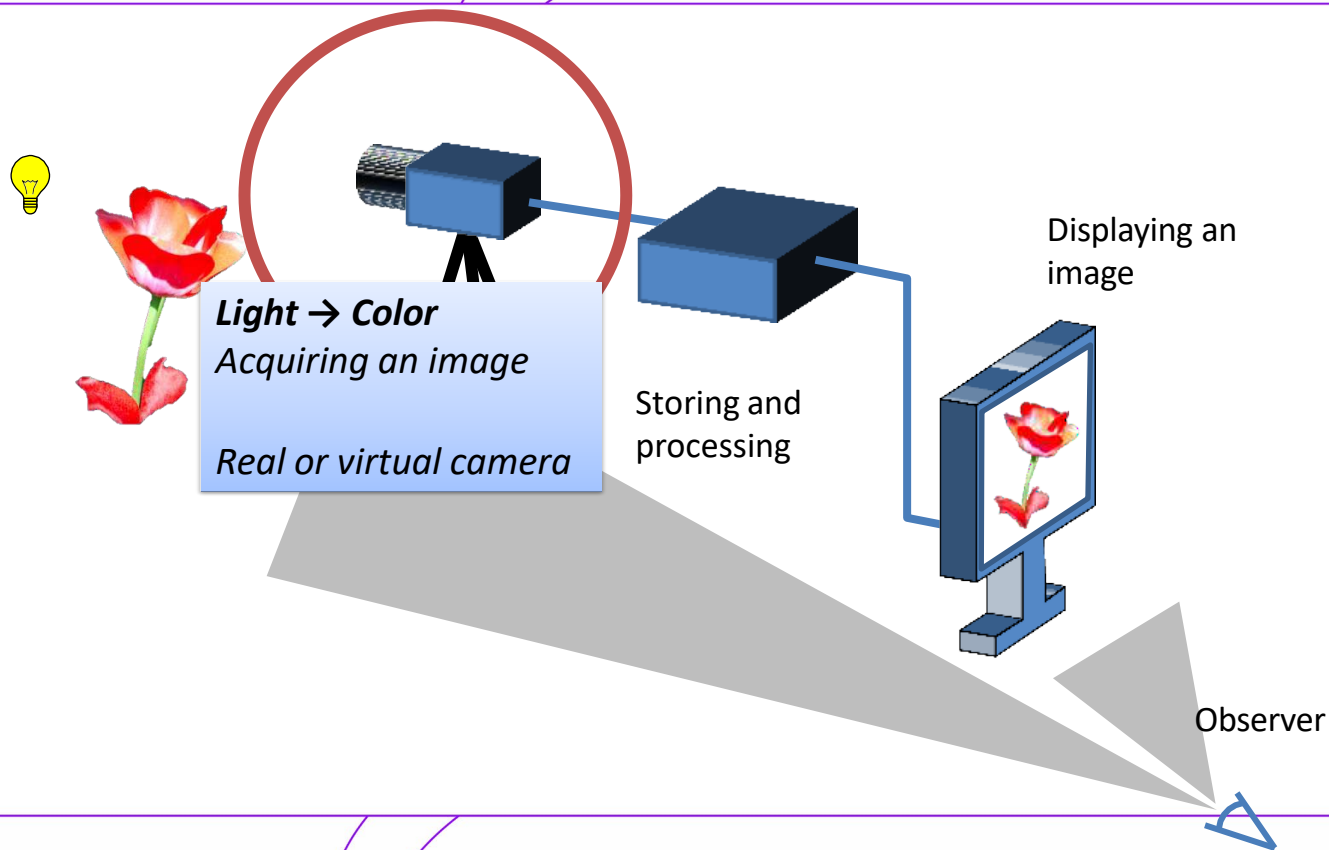 Light → Color
Acquiring an image
Real or virtual camera
Storing and
processing
Displaying an
image
Observer